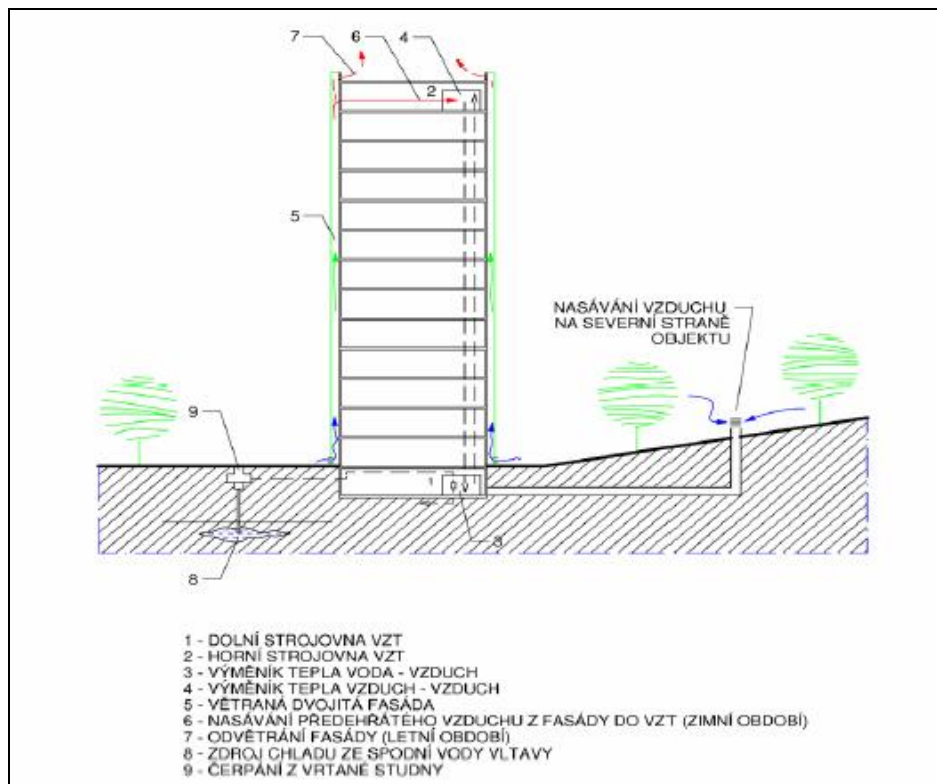 7
6
4
2
5
NASÁVÁNÍ VZDUCHU
NA SEVERNÍ STRANĚ
OBJEKTU
9
1
3
8
1 - DOLNÍ STROJOVNA VZT
2 - HORNÍ STROJOVNA VZT
3 - VÝMĚNÍK TEPLA VODA - VZDUCH
4 - VÝMĚNÍK TEPLA VZDUCH - VZDUCH
5 - VĚTRANÁ DVOJITÁ FASÁDA
6 - NASÁVÁNÍ PŘEDEHŘÁTÉHO VZDUCHU Z FASÁDY DO VZT (ZIMNÍ OBDOBÍ)
7 - ODVĚTRÁNÍ FASÁDY (LETNÍ OBDOBÍ)
8 - ZDROJ CHLADU ZE SPODNÍ VODY VLTAVY
9 - ČERPÁNÍ Z VRTANÉ STUDNY